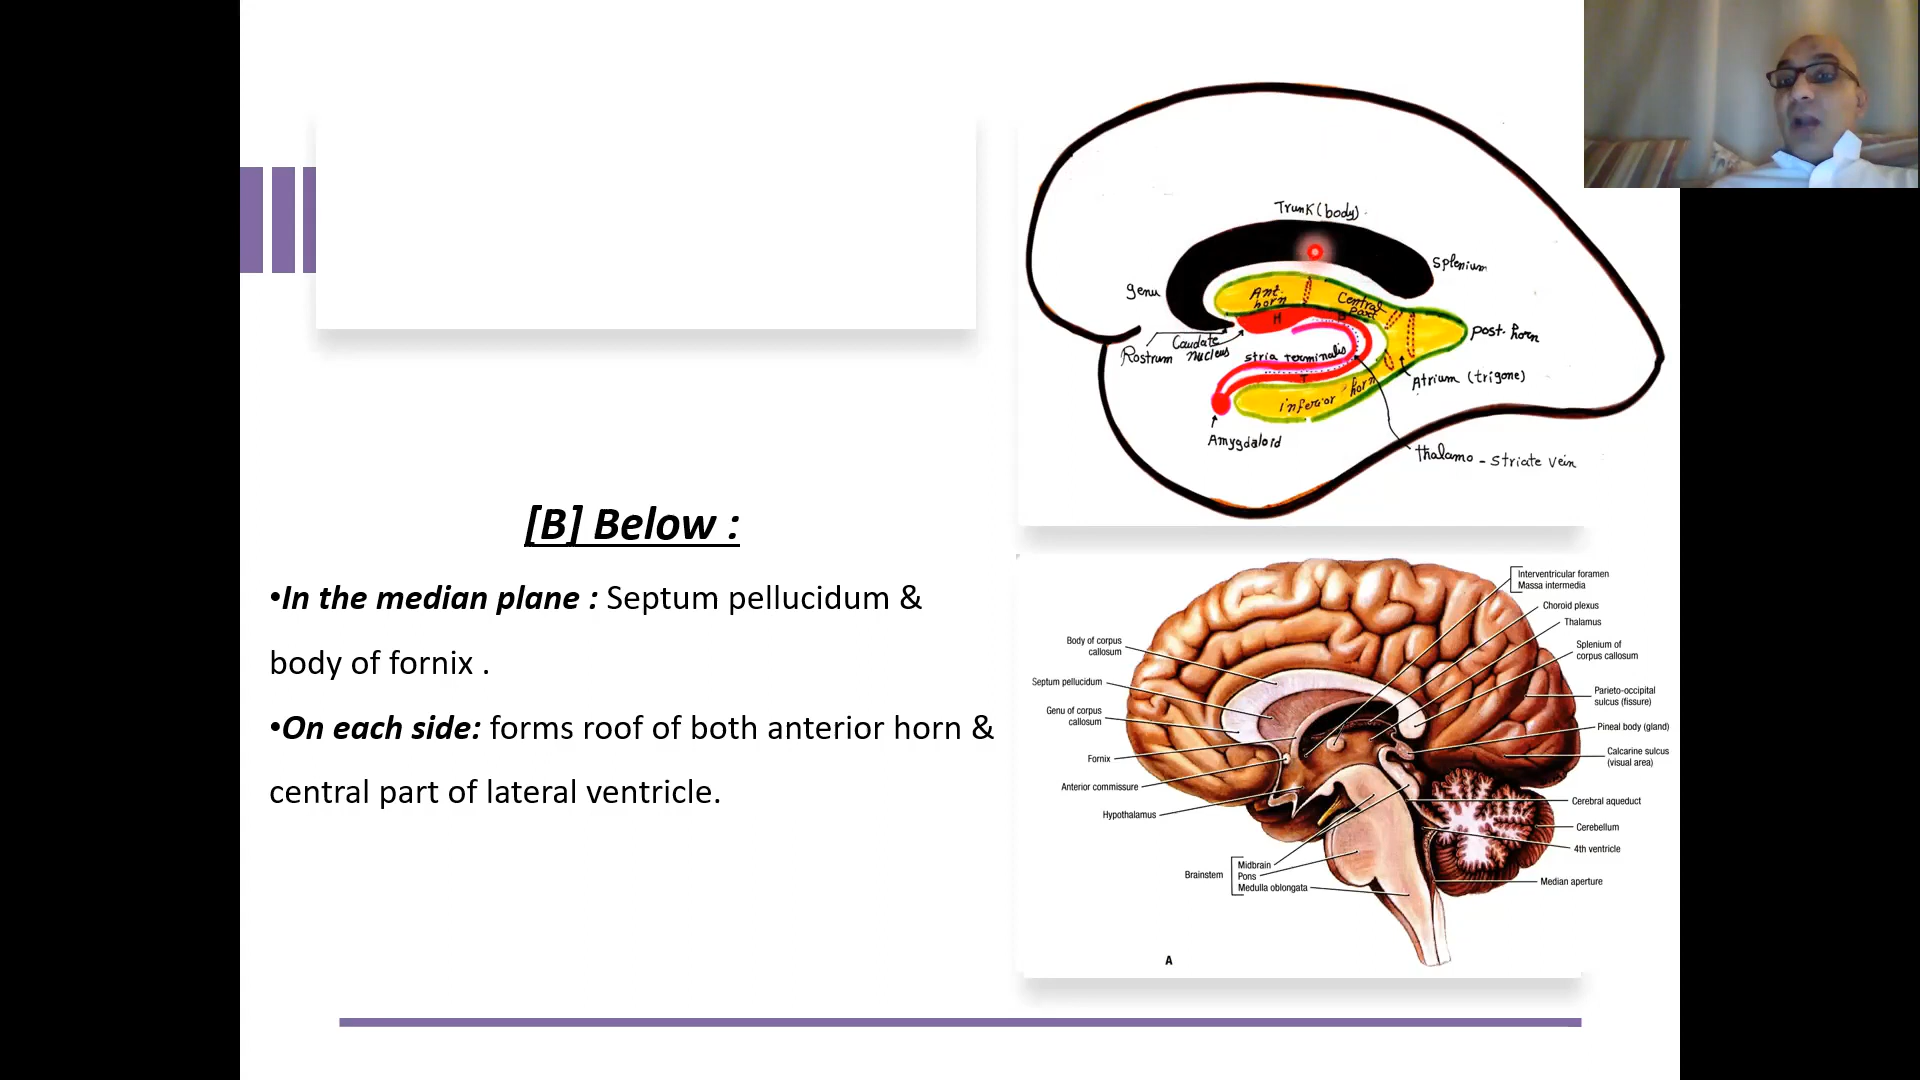 [B] Below :
•In the median plane : Septum pellucidum &
body of fornix .
•On each side: forms roof of both anterior horn &
central part of lateral ventricle.
Trunk (body)
Splenium
genu
Ant.
horn
Central
part
H
B
post. horn
Rostrum
Caudate
nucleus
stria terminalis
T
Atrium (trigone)
inferior horn
Amygdaloid
thalamo - striate vein
Interventricular foramen
Massa intermedia
Choroid plexus
Thalamus
Splenium of
corpus callosum
Parieto-occipital
sulcus (fissure)
Pineal body (gland)
Calcarine sulcus
(visual area)
Cerebral aqueduct
Cerebellum
4th ventricle
Median aperture
Body of corpus
callosum
Septum pellucidum
Genu of corpus
callosum
Fornix
Anterior commissure
Hypothalamus
Brainstem
Midbrain
Pons
Medulla oblongata
A